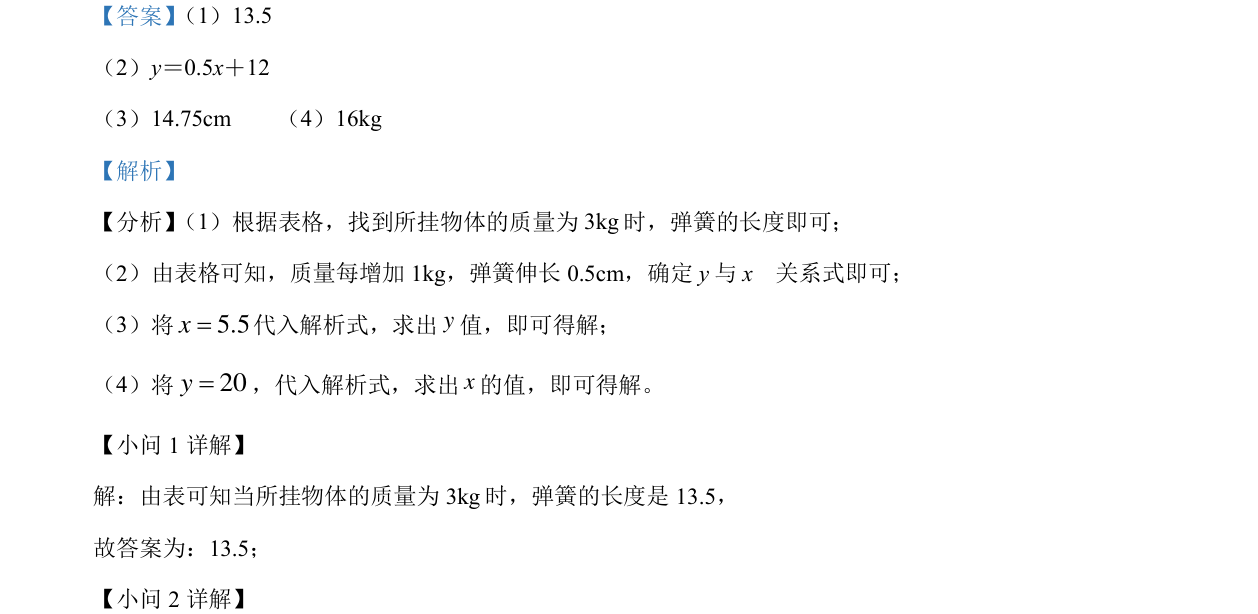 【答案】（1）13.5
（2）y＝0.5x＋12
（3）14.75cm （4）16kg
【解析】
【分析】（1）根据表格，找到所挂物体的质量为 3kg 时，弹簧的长度即可；
（2）由表格可知，质量每增加 1kg，弹簧伸长 0.5cm，确定 y 与 x 关系式即可；
（3）将 x = 5.5 代入解析式，求出 y 值，即可得解；
（4）将 y = 20 ，代入解析式，求出 x 的值，即可得解。
【小问 1 详解】
解：由表可知当所挂物体的质量为 3kg 时，弹簧的长度是 13.5，
故答案为：13.5；
【小问 2 详解】